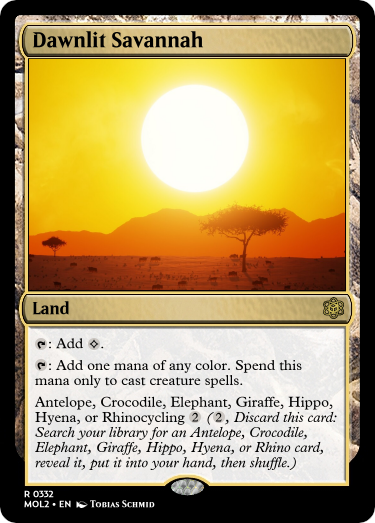 Dawnlit Savannah
Land
: Add .
: Add one mana of any color. Spend this
mana only to cast creature spells.
Antelope, Crocodile, Elephant, Giraffe, Hippo,
Hyena, or Rhinocycling 2 (2, Discard this card:
Search your library for an Antelope, Crocodile,
Elephant, Giraffe, Hippo, Hyena, or Rhino card,
reveal it, put it into your hand, then shuffle.)
R 0332
MOL2 • EN Tobias Schmid